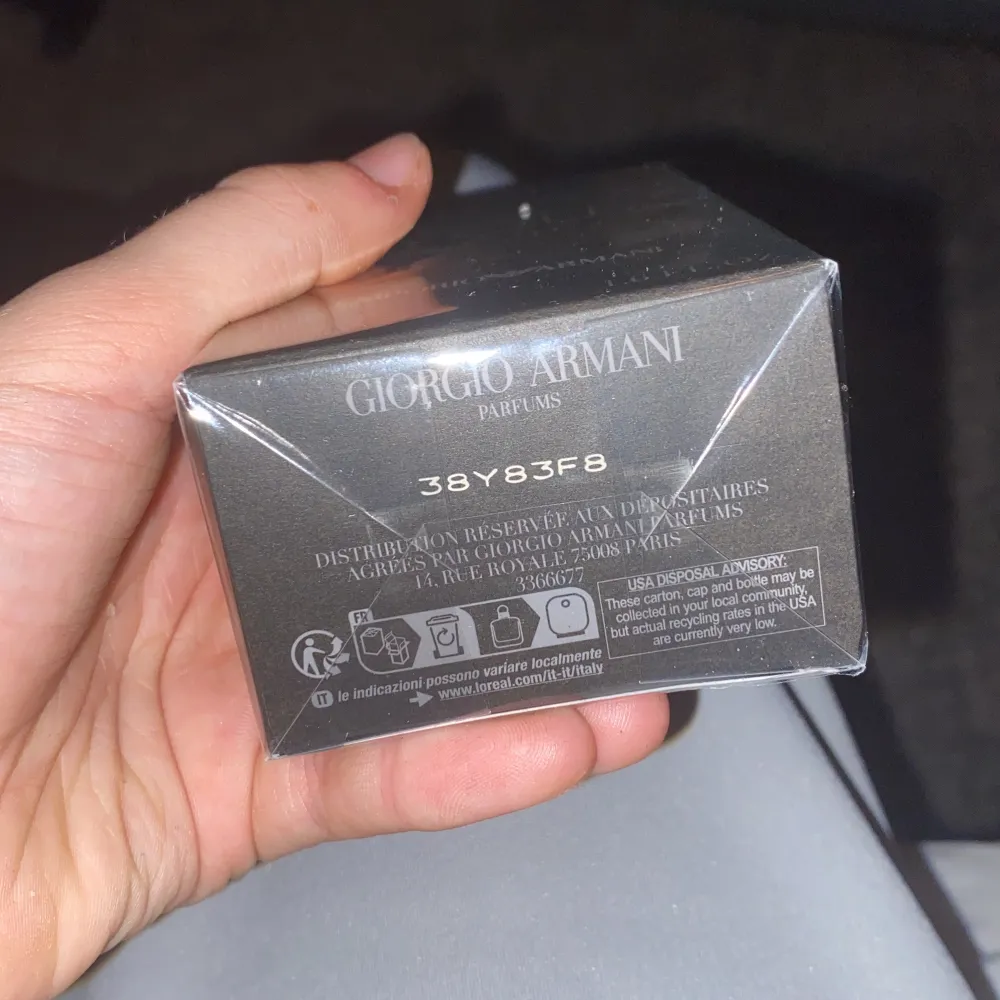 ARMANI
GIORGIO ARMANI
PARFUMS
38Y83F8
DISTRIBUTION RÉSERVÉE AUX DÉPOSITAIRES
AGRÉÉS PAR GIORGIO ARMANI PARFUMS
14, RUE ROYALE 75008 PARIS
3366677
FR
USA DISPOSAL ADVISORY:
These carton, cap and bottle may be
collected in your local community,
but actual recycling rates in the USA
are currently very low.
IT le indicazioni possono variare localmente
www.loreal.com/it-it/italy